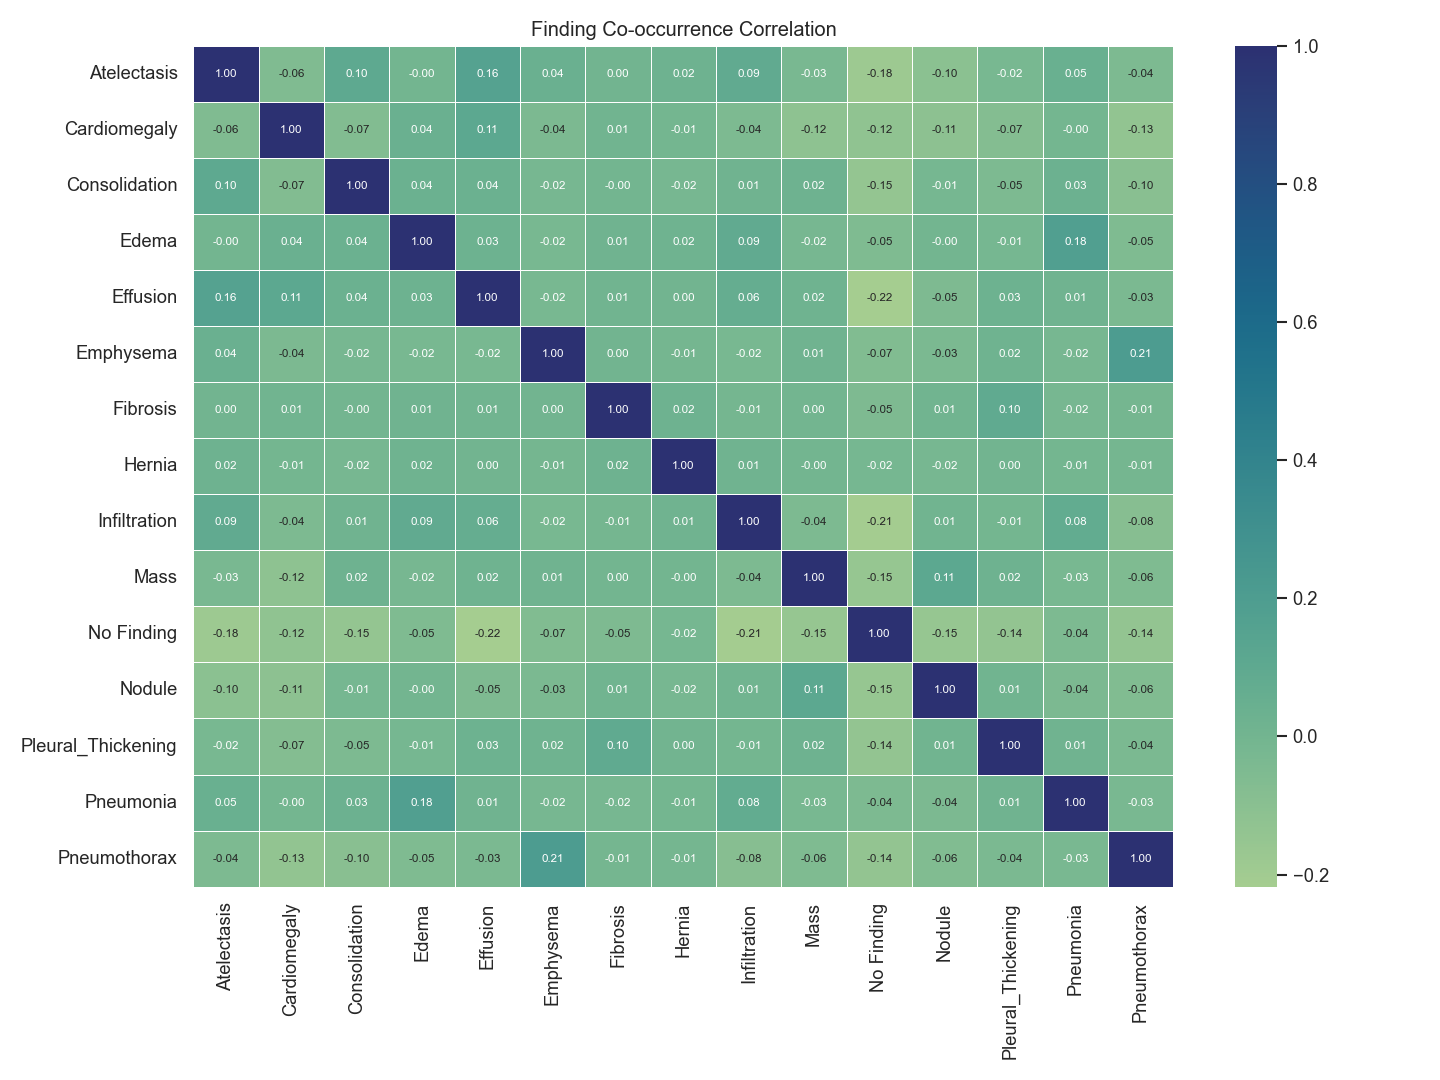 Finding Co-occurrence Correlation
Atelectasis 1.00 -0.06 0.10 -0.00 0.16 0.04 0.00 0.02 0.09 -0.03 -0.18 -0.10 -0.02 0.05 -0.04
Cardiomegaly -0.06 1.00 -0.07 0.04 0.11 -0.04 0.01 -0.01 -0.04 -0.12 -0.12 -0.11 -0.07 -0.00 -0.13
Consolidation 0.10 -0.07 1.00 0.04 0.04 -0.02 -0.00 -0.02 0.01 0.02 -0.15 -0.01 -0.05 0.03 -0.10
Edema -0.00 0.04 0.04 1.00 0.03 -0.02 0.01 0.02 0.09 -0.02 -0.05 -0.00 -0.01 0.18 -0.05
Effusion 0.16 0.11 0.04 0.03 1.00 -0.02 0.01 0.00 0.06 0.02 -0.22 -0.05 0.03 0.01 -0.03
Emphysema 0.04 -0.04 -0.02 -0.02 -0.02 1.00 0.00 -0.01 -0.02 0.01 -0.07 -0.03 0.02 -0.02 0.21
Fibrosis 0.00 0.01 -0.00 0.01 0.01 0.00 1.00 0.02 -0.01 0.00 -0.05 0.01 0.10 -0.02 -0.01
Hernia 0.02 -0.01 -0.02 0.02 0.00 -0.01 0.02 1.00 0.01 -0.00 -0.02 -0.02 0.00 -0.01 -0.01
Infiltration 0.09 -0.04 0.01 0.09 0.06 -0.02 -0.01 0.01 1.00 -0.04 -0.21 0.01 -0.01 0.08 -0.08
Mass -0.03 -0.12 0.02 -0.02 0.02 0.01 0.00 -0.00 -0.04 1.00 -0.15 0.11 0.02 -0.03 -0.06
No Finding -0.18 -0.12 -0.15 -0.05 -0.22 -0.07 -0.05 -0.02 -0.21 -0.15 1.00 -0.15 -0.14 -0.04 -0.14
Nodule -0.10 -0.11 -0.01 -0.00 -0.05 -0.03 0.01 -0.02 0.01 0.11 -0.15 1.00 0.01 -0.04 -0.06
Pleural_Thickening -0.02 -0.07 -0.05 -0.01 0.03 0.02 0.10 0.00 -0.01 0.02 -0.14 0.01 1.00 0.01 -0.04
Pneumonia 0.05 -0.00 0.03 0.18 0.01 -0.02 -0.02 -0.01 0.08 -0.03 -0.04 -0.04 0.01 1.00 -0.03
Pneumothorax -0.04 -0.13 -0.10 -0.05 -0.03 0.21 -0.01 -0.01 -0.08 -0.06 -0.14 -0.06 -0.04 -0.03 1.00
Atelectasis
Cardiomegaly
Consolidation
Edema
Effusion
Emphysema
Fibrosis
Hernia
Infiltration
Mass
No Finding
Nodule
Pleural_Thickening
Pneumonia
Pneumothorax
1.0
0.8
0.6
0.4
0.2
0.0
−0.2